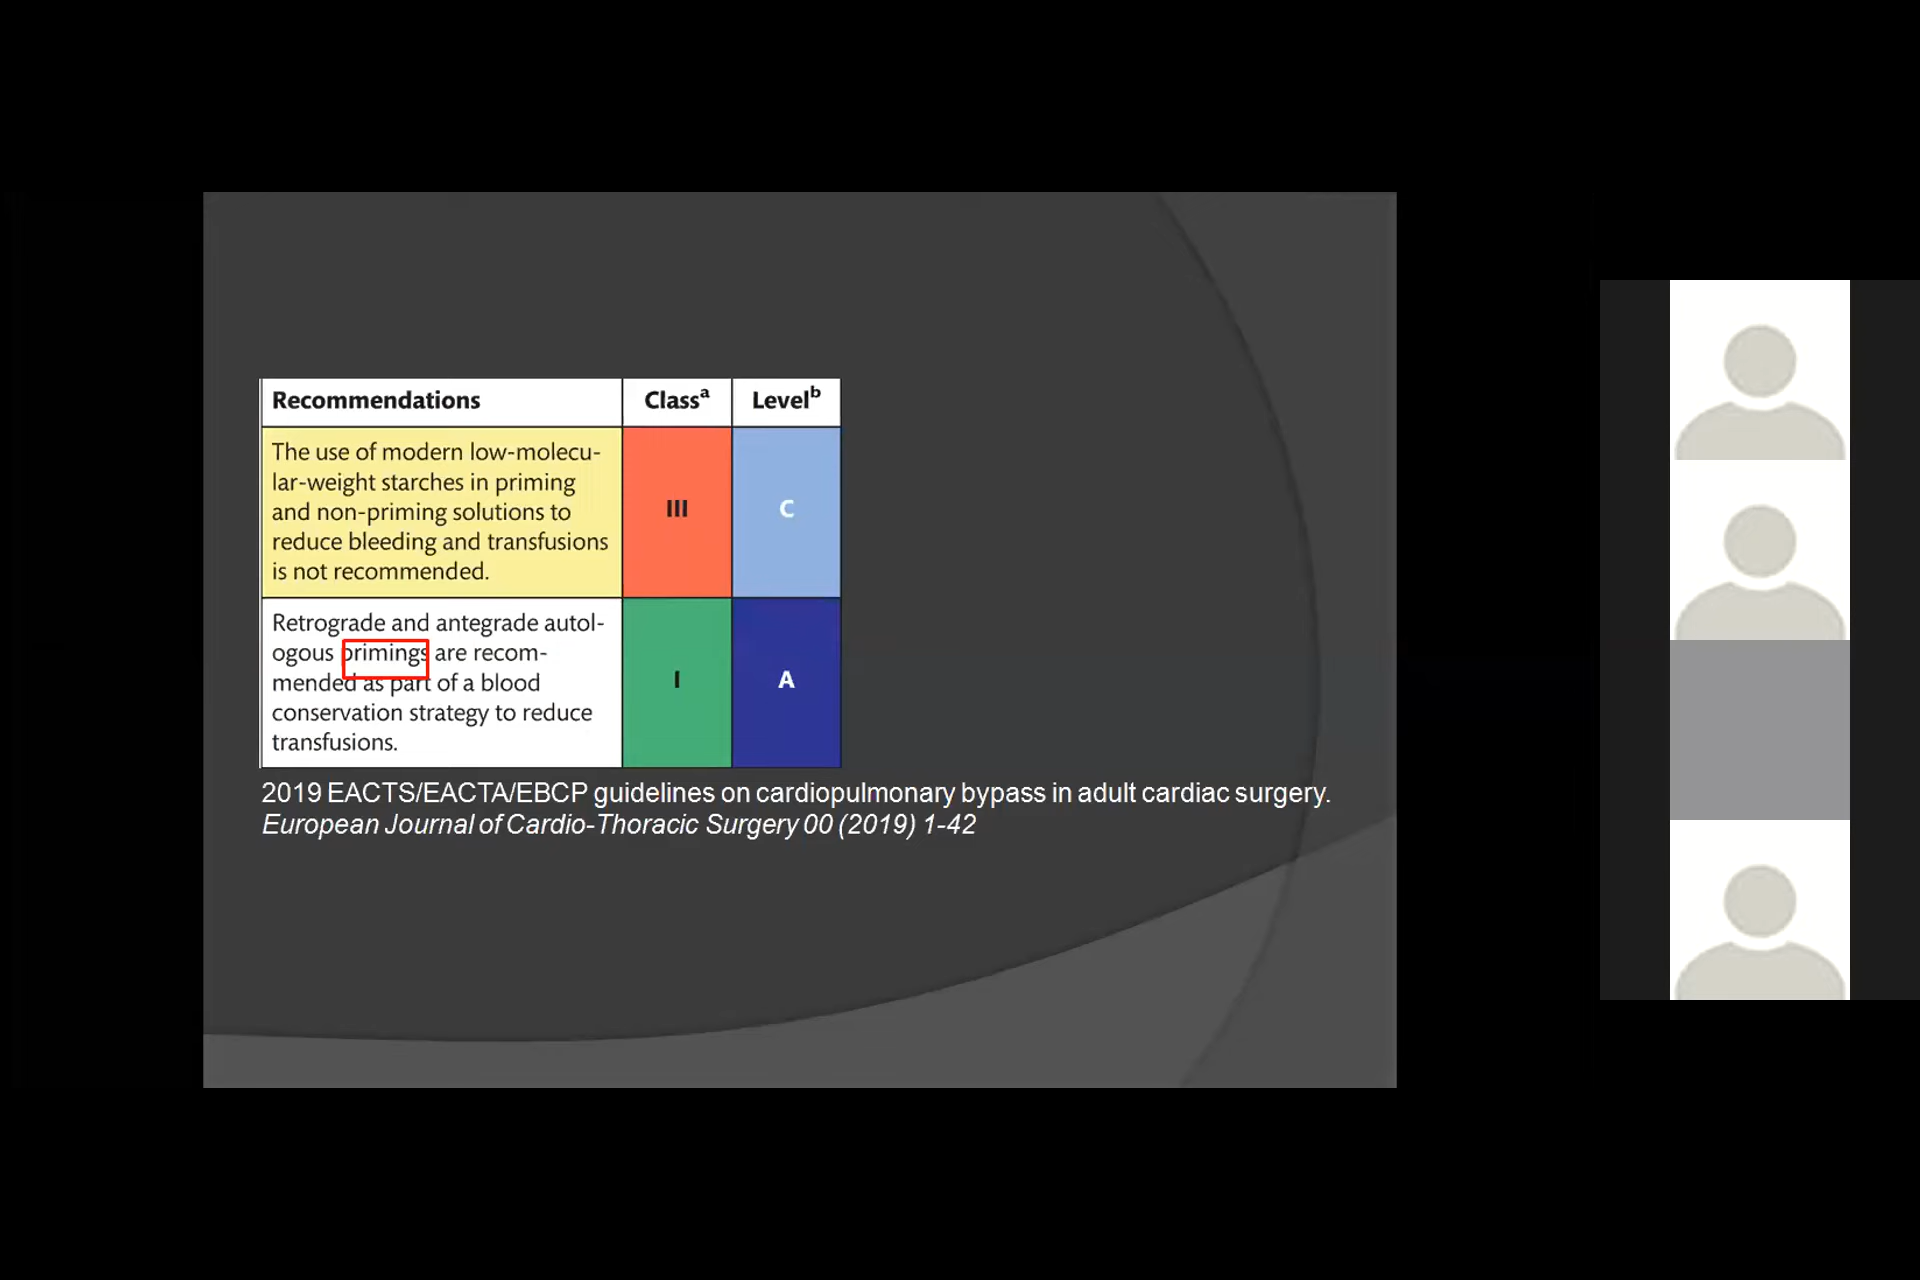 Recommendations Classa Levelb
The use of modern low-molecu-
lar-weight starches in priming
and non-priming solutions to
reduce bleeding and transfusions
is not recommended.
III C
Retrograde and antegrade autol-
ogous primings are recom-
mended as part of a blood
conservation strategy to reduce
transfusions.
I A
2019 EACTS/EACTA/EBCP guidelines on cardiopulmonary bypass in adult cardiac surgery.
European Journal of Cardio-Thoracic Surgery 00 (2019) 1-42